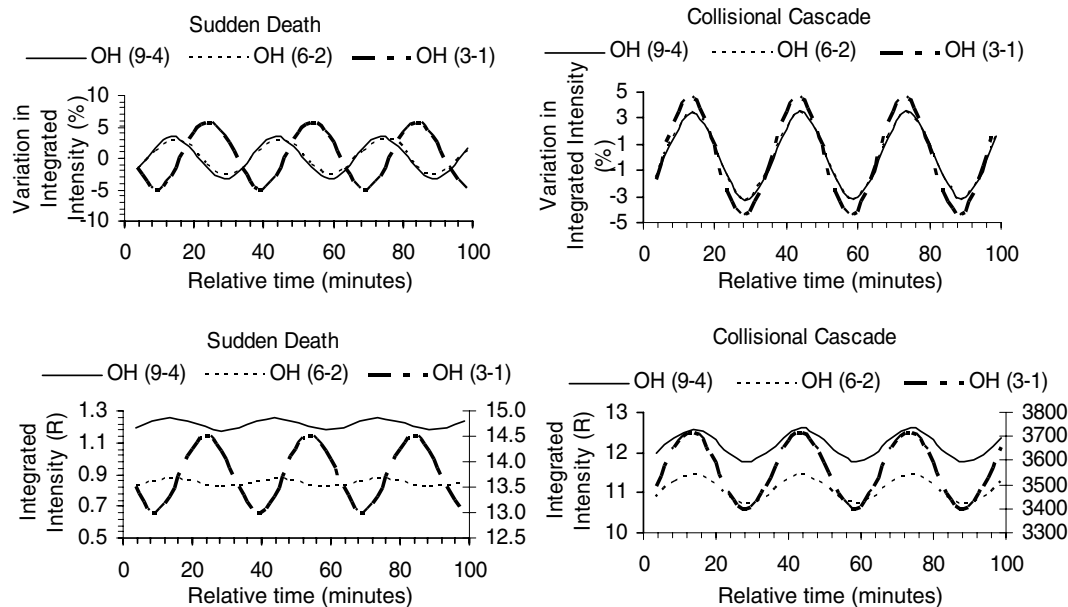 Sudden Death
OH (9-4) OH (6-2) OH (3-1)
Variation in
Integrated
Intensity (%)
10
5
0
-5
-10
0 20 40 60 80 100
Relative time (minutes)
Collisional Cascade
OH (9-4) OH (6-2) OH (3-1)
Variation in
Integrated Intensity
(%)
5
3
1
-1
-3
-5
0 20 40 60 80 100
Relative time (minutes)
Sudden Death
OH (9-4) OH (6-2) OH (3-1)
Integrated
Intensity (R)
1.3
1.1
0.9
0.7
0.5
15.0
14.5
14.0
13.5
13.0
12.5
0 20 40 60 80 100
Relative time (minutes)
Collisional Cascade
OH (9-4) OH (6-2) OH (3-1)
Integrated
Intensity (R)
13
12
11
10
3800
3700
3600
3500
3400
3300
0 20 40 60 80 100
Relative time (minutes)